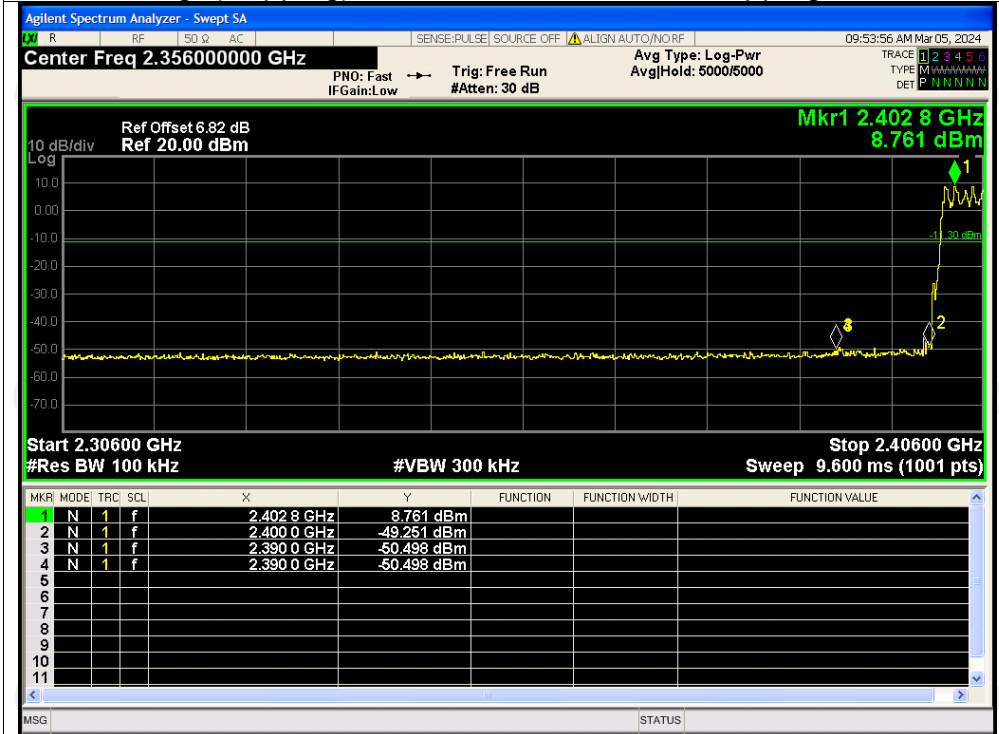 Agilent Spectrum Analyzer - Swept SA
LXI R RF 50 Ω AC SENSE:PULSE SOURCE OFF ALIGN AUTO/NO RF 09:53:56 AM Mar 05, 2024
Center Freq 2.356000000 GHz
PNO: Fast
IFGain:Low
Trig: Free Run
#Atten: 30 dB
Avg Type: Log-Pwr
Avg|Hold: 5000/5000
TRACE 1 2 3 4 5 6
TYPE M
DET P N N N N N
Mkr1 2.402 8 GHz
8.761 dBm
Ref Offset 6.82 dB
10 dB/div Ref 20.00 dBm
Log
1
10.0
0.00
-10.0
-11.30 dBm
-20.0
-30.0
-40.0
2
-50.0
-60.0
-70.0
Start 2.30600 GHz Stop 2.40600 GHz
#Res BW 100 kHz #VBW 300 kHz Sweep 9.600 ms (1001 pts)
MKR MODE TRC SCL X Y FUNCTION FUNCTION WIDTH FUNCTION VALUE
1 N 1 f 2.402 8 GHz 8.761 dBm
2 N 1 f 2.400 0 GHz -49.251 dBm
3 N 1 f 2.390 0 GHz -50.498 dBm
4 N 1 f 2.390 0 GHz -50.498 dBm
5
6
7
8
9
10
11
MSG STATUS